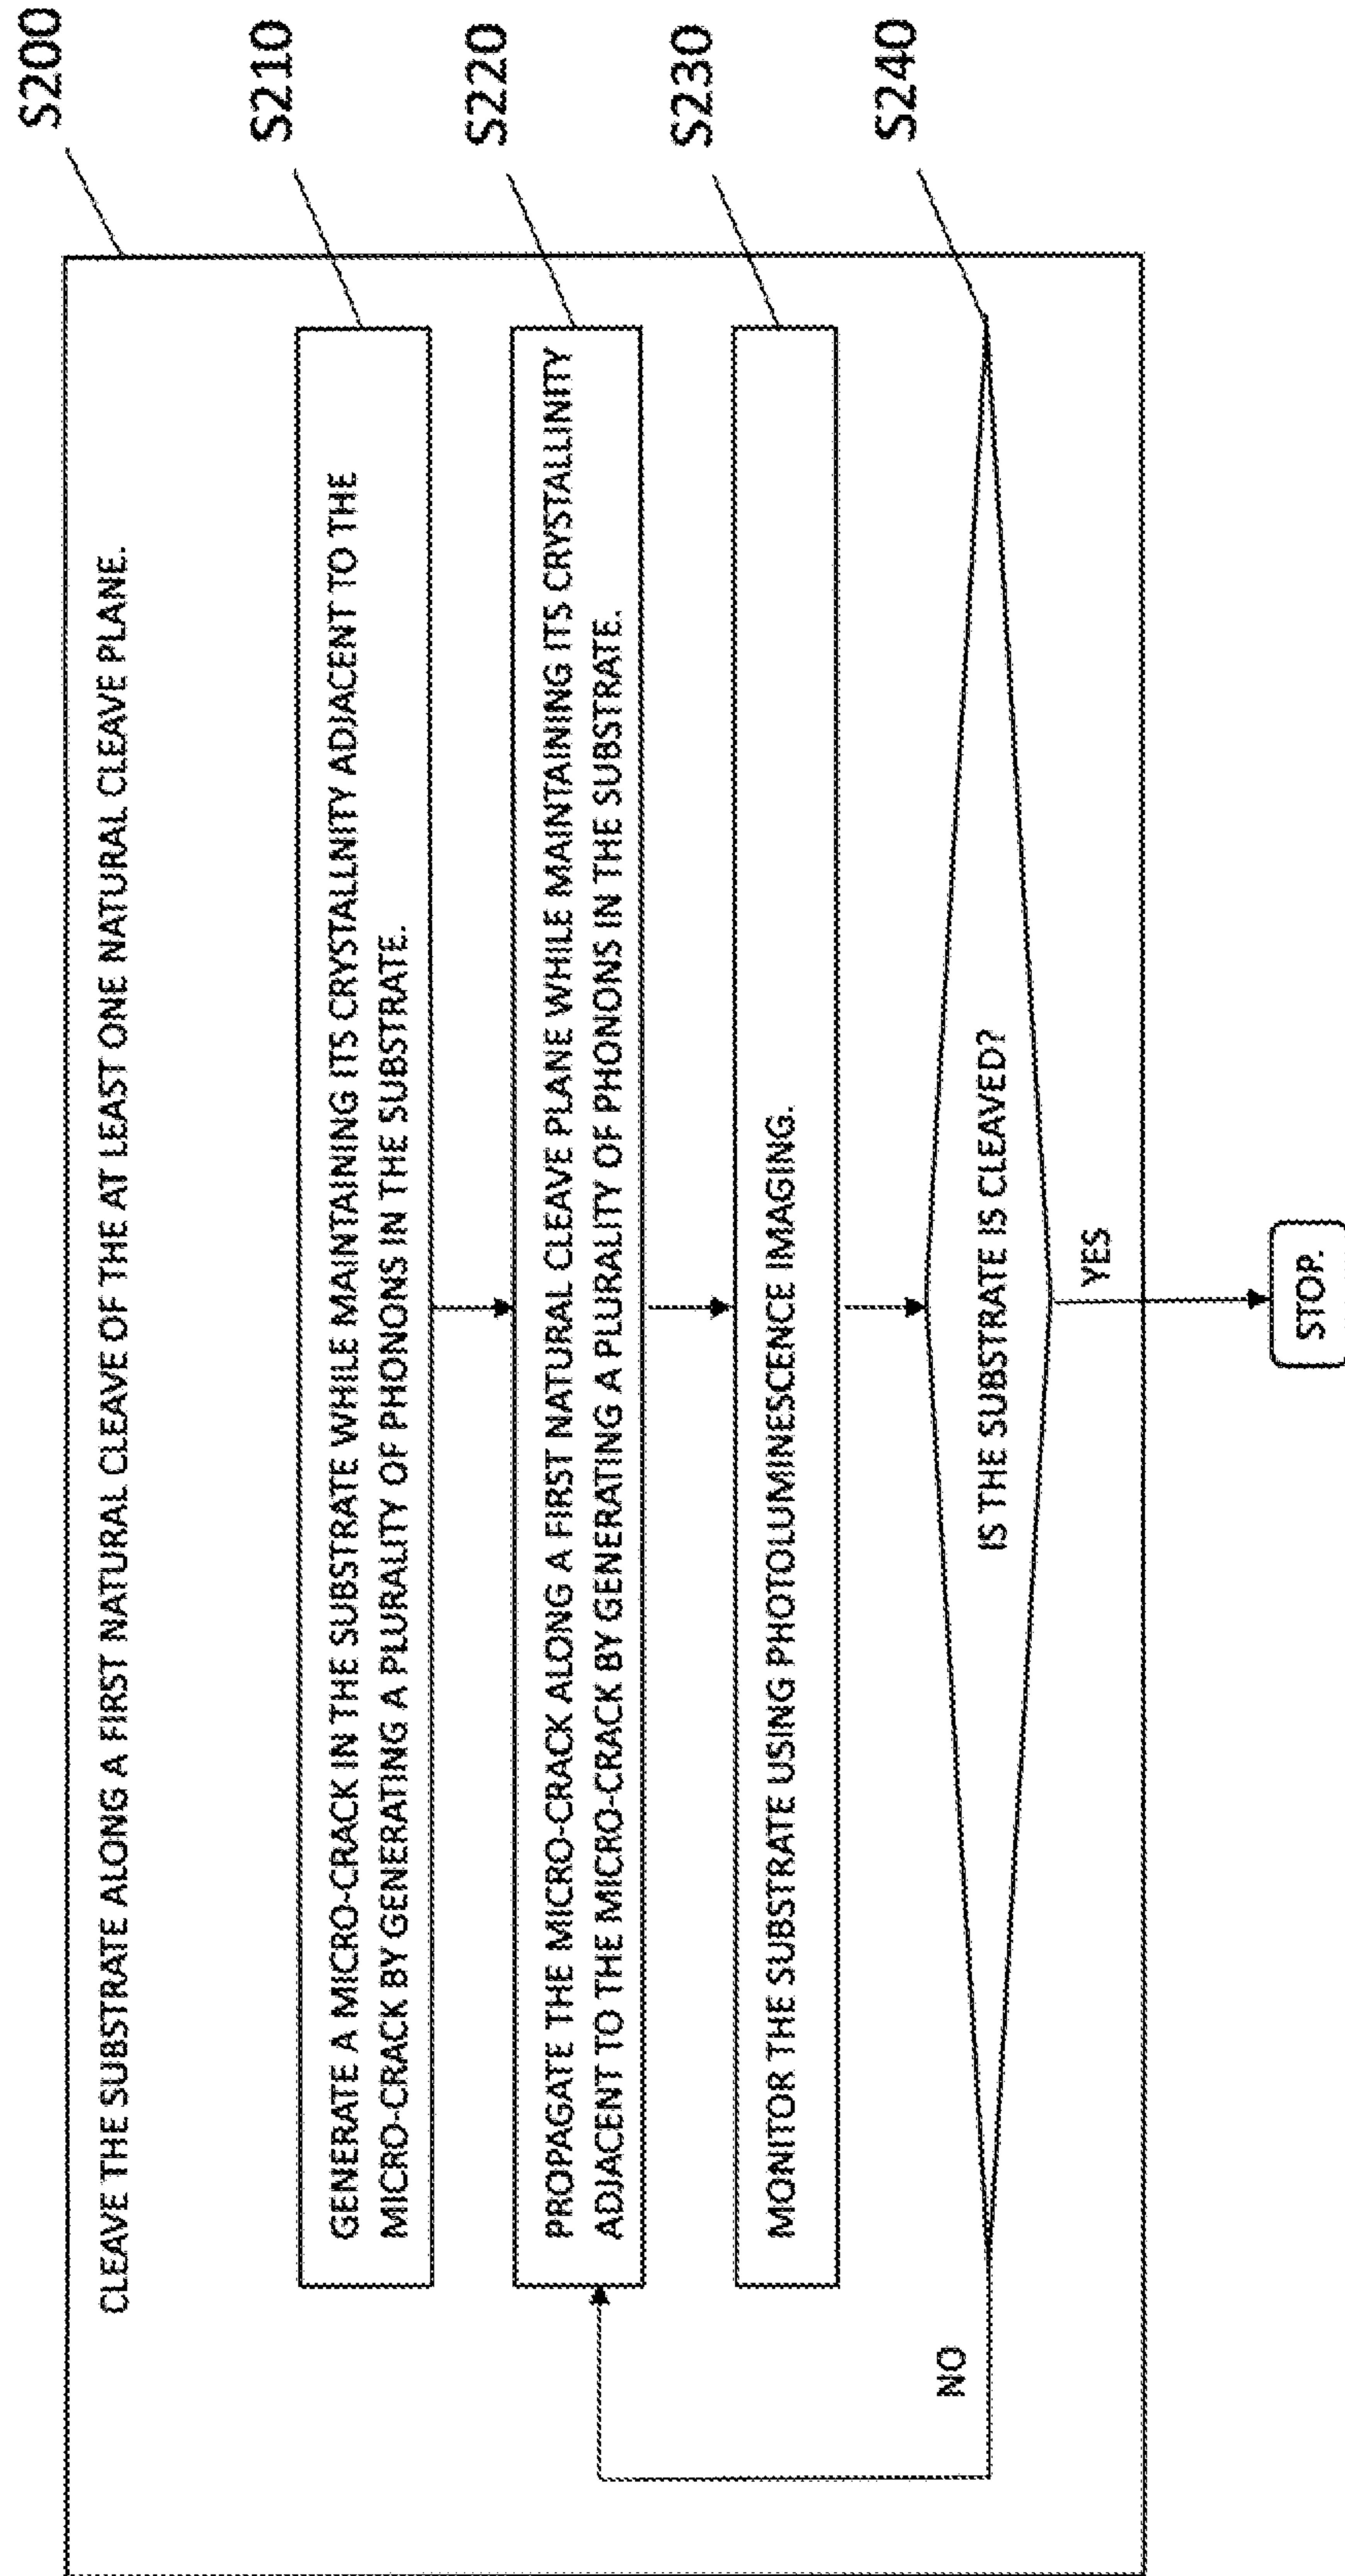 S200
CLEAVE THE SUBSTRATE ALONG A FIRST NATURAL CLEAVE OF THE AT LEAST ONE NATURAL CLEAVE PLANE.
S210
GENERATE A MICRO-CRACK IN THE SUBSTRATE WHILE MAINTAINING ITS CRYSTALLNITY ADJACENT TO THE
MICRO-CRACK BY GENERATING A PLURALITY OF PHONONS IN THE SUBSTRATE.
S220
PROPAGATE THE MICRO-CRACK ALONG A FIRST NATURAL CLEAVE PLANE WHILE MAINTAINING ITS CRYSTALLINITY
ADJACENT TO THE MICRO-CRACK BY GENERATING A PLURALITY OF PHONONS IN THE SUBSTRATE.
S230
MONITOR THE SUBSTRATE USING PHOTOLUMINESCENCE IMAGING.
S240
NO
IS THE SUBSTRATE IS CLEAVED?
YES
STOP.